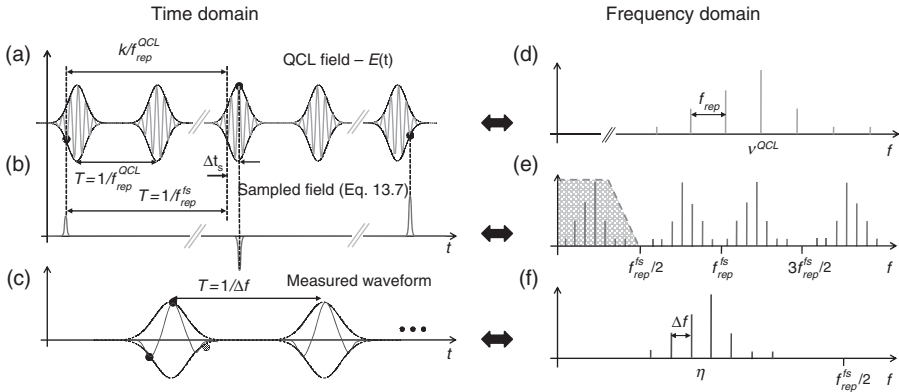 Time domain
Frequency domain
(a)
k/f_rep^QCL
QCL field – E(t)
T = 1/f_rep^QCL
Δt_s
(b)
Sampled field (Eq. 13.7)
T = 1/f_rep^fs
t
(c)
T = 1/Δf
Measured waveform
t
(d)
f_rep
ν^QCL
f
(e)
f_rep^fs/2
f_rep^fs
3f_rep^fs/2
f
(f)
Δf
η
f_rep^fs/2
f